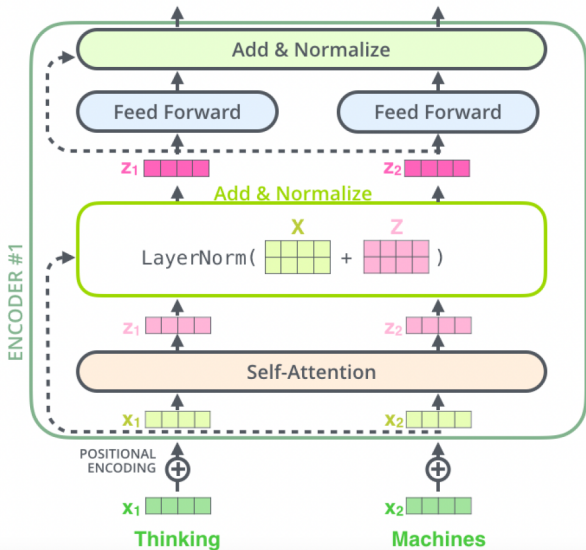 Add & Normalize
Feed Forward Feed Forward
z1 z2
Add & Normalize
X Z
LayerNorm( + )
ENCODER #1
z1 z2
Self-Attention
x1 x2
POSITIONAL
ENCODING
x1 x2
Thinking Machines